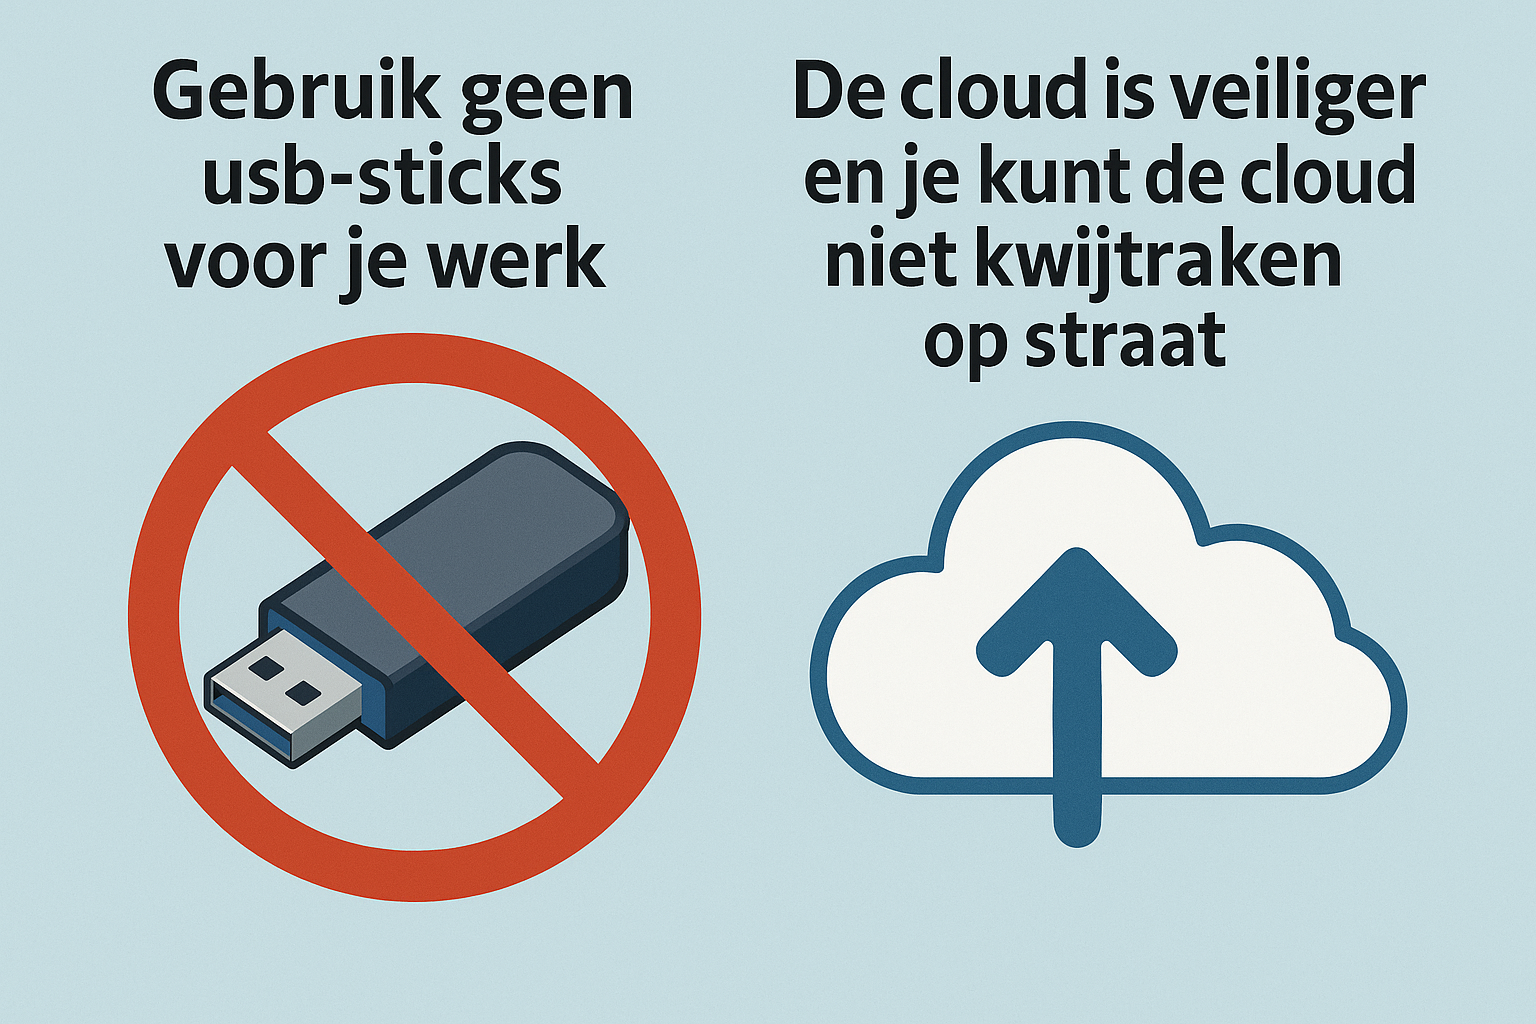 Gebruik geen
usb-sticks
voor je werk
De cloud is veiliger
en je kunt de cloud
niet kwijtraken
op straat